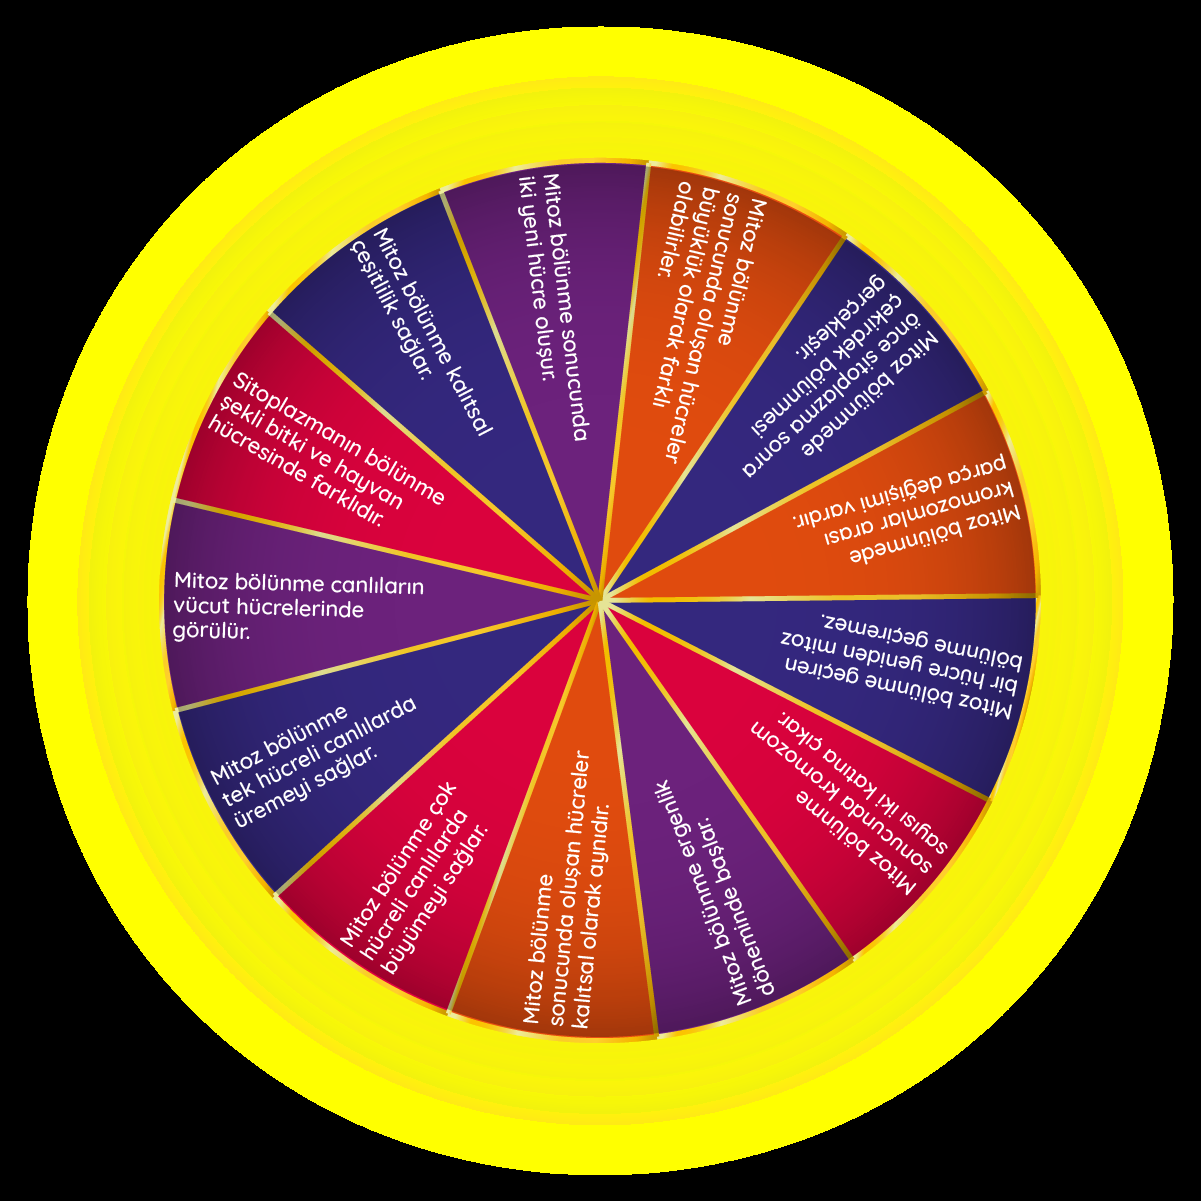 Mitoz bölünme sonucunda
iki yeni hücre oluşur.
Mitoz bölünme
sonucunda oluşan hücreler
büyüklük olarak farklı
olabilirler.
Mitoz bölünmede
önce sitoplazma sonra
çekirdek bölünmesi
gerçekleşir.
Mitoz bölünmede
kromozomlar arası
parça değişimi vardır.
Mitoz bölünme geçiren
bir hücre yeniden mitoz
bölünme geçiremez.
Mitoz bölünme
sonucunda kromozom
sayısı iki katına çıkar.
Mitoz bölünme ergenlik
döneminde başlar.
Mitoz bölünme
sonucunda oluşan hücreler
kalıtsal olarak aynıdır.
Mitoz bölünme çok
hücreli canlılarda
büyümeyi sağlar.
Mitoz bölünme
tek hücreli canlılarda
üremeyi sağlar.
Mitoz bölünme canlıların
vücut hücrelerinde
görülür.
Sitoplazmanın bölünme
şekli bitki ve hayvan
hücresinde farklıdır.
Mitoz bölünme kalıtsal
çeşitlilik sağlar.